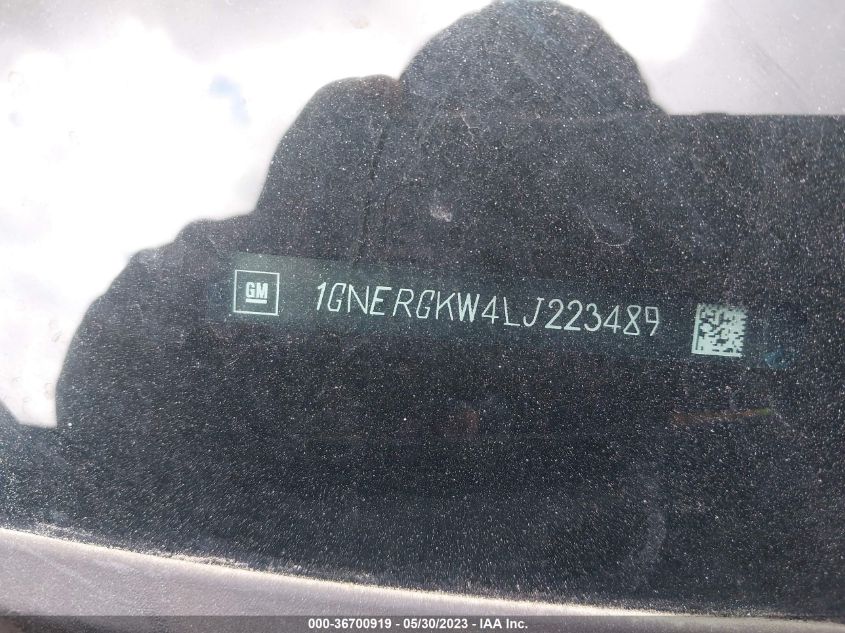 GM 1GNERGKW4LJ223489
000-36700919 / 05/30/2023 - IAA Inc.